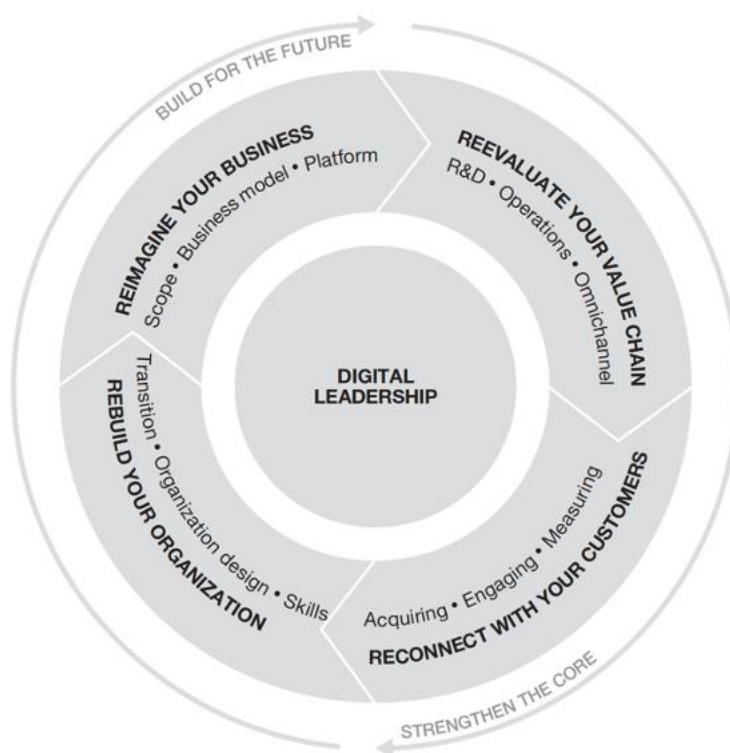 BUILD FOR THE FUTURE
REIMAGINE YOUR BUSINESS
Scope • Business model • Platform
REEVALUATE YOUR VALUE CHAIN
R&D • Operations • Omnichannel
DIGITAL
LEADERSHIP
Transition • Organization design • Skills
REBUILD YOUR ORGANIZATION
Acquiring • Engaging • Measuring
RECONNECT WITH YOUR CUSTOMERS
STRENGTHEN THE CORE